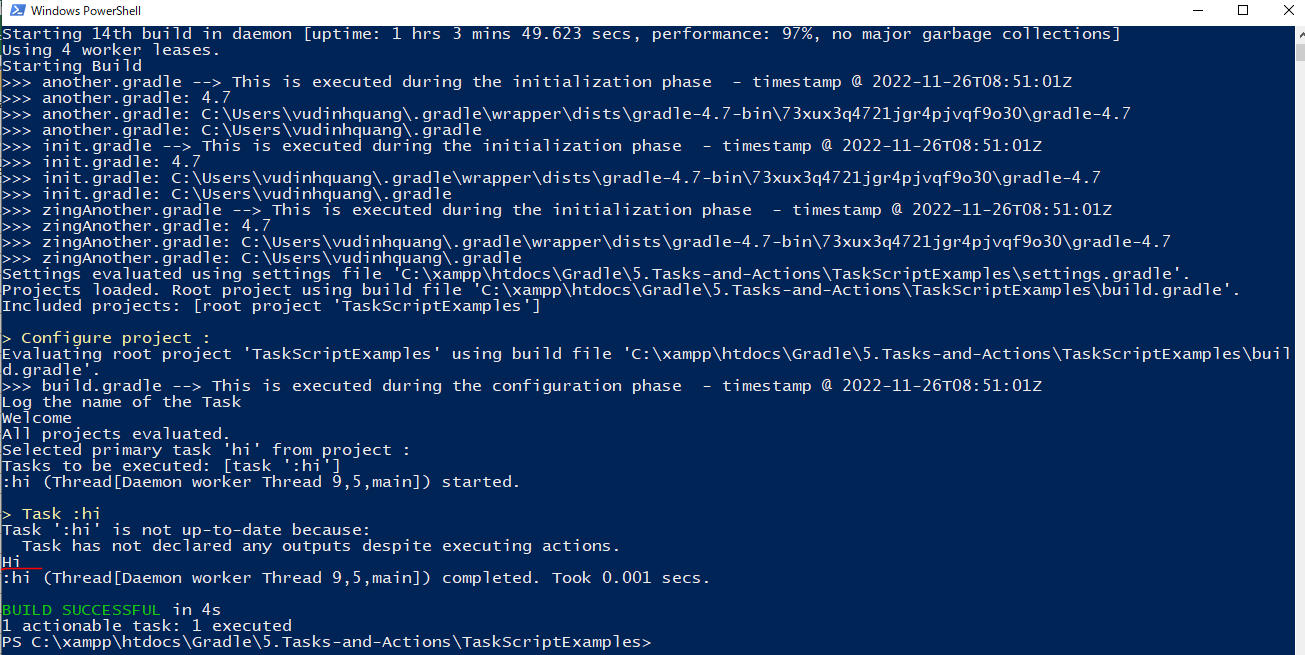 Windows PowerShell
Starting 14th build in daemon [uptime: 1 hrs 3 mins 49.623 secs, performance: 97%, no major garbage collections]
Using 4 worker leases.
Starting Build
>>> another.gradle --> This is executed during the initialization phase  - timestamp @ 2022-11-26T08:51:01Z
>>> another.gradle: 4.7
>>> another.gradle: C:\Users\vudinhquang\.gradle\wrapper\dists\gradle-4.7-bin\73xux3q4721jgr4pjvqf9o30\gradle-4.7
>>> another.gradle: C:\Users\vudinhquang\.gradle
>>> init.gradle --> This is executed during the initialization phase  - timestamp @ 2022-11-26T08:51:01Z
>>> init.gradle: 4.7
>>> init.gradle: C:\Users\vudinhquang\.gradle\wrapper\dists\gradle-4.7-bin\73xux3q4721jgr4pjvqf9o30\gradle-4.7
>>> init.gradle: C:\Users\vudinhquang\.gradle
>>> zingAnother.gradle --> This is executed during the initialization phase  - timestamp @ 2022-11-26T08:51:01Z
>>> zingAnother.gradle: 4.7
>>> zingAnother.gradle: C:\Users\vudinhquang\.gradle\wrapper\dists\gradle-4.7-bin\73xux3q4721jgr4pjvqf9o30\gradle-4.7
>>> zingAnother.gradle: C:\Users\vudinhquang\.gradle
Settings evaluated using settings file 'C:\xampp\htdocs\Gradle\5.Tasks-and-Actions\TaskScriptExamples\settings.gradle'.
Projects loaded. Root project using build file 'C:\xampp\htdocs\Gradle\5.Tasks-and-Actions\TaskScriptExamples\build.gradle'.
Included projects: [root project 'TaskScriptExamples']
> Configure project :
Evaluating root project 'TaskScriptExamples' using build file 'C:\xampp\htdocs\Gradle\5.Tasks-and-Actions\TaskScriptExamples\buil
d.gradle'.
>>> build.gradle --> This is executed during the configuration phase  - timestamp @ 2022-11-26T08:51:01Z
Log the name of the Task
Welcome
All projects evaluated.
Selected primary task 'hi' from project :
Tasks to be executed: [task ':hi']
:hi (Thread[Daemon worker Thread 9,5,main]) started.
> Task :hi
Task ':hi' is not up-to-date because:
  Task has not declared any outputs despite executing actions.
Hi
:hi (Thread[Daemon worker Thread 9,5,main]) completed. Took 0.001 secs.
BUILD SUCCESSFUL in 4s
1 actionable task: 1 executed
PS C:\xampp\htdocs\Gradle\5.Tasks-and-Actions\TaskScriptExamples>